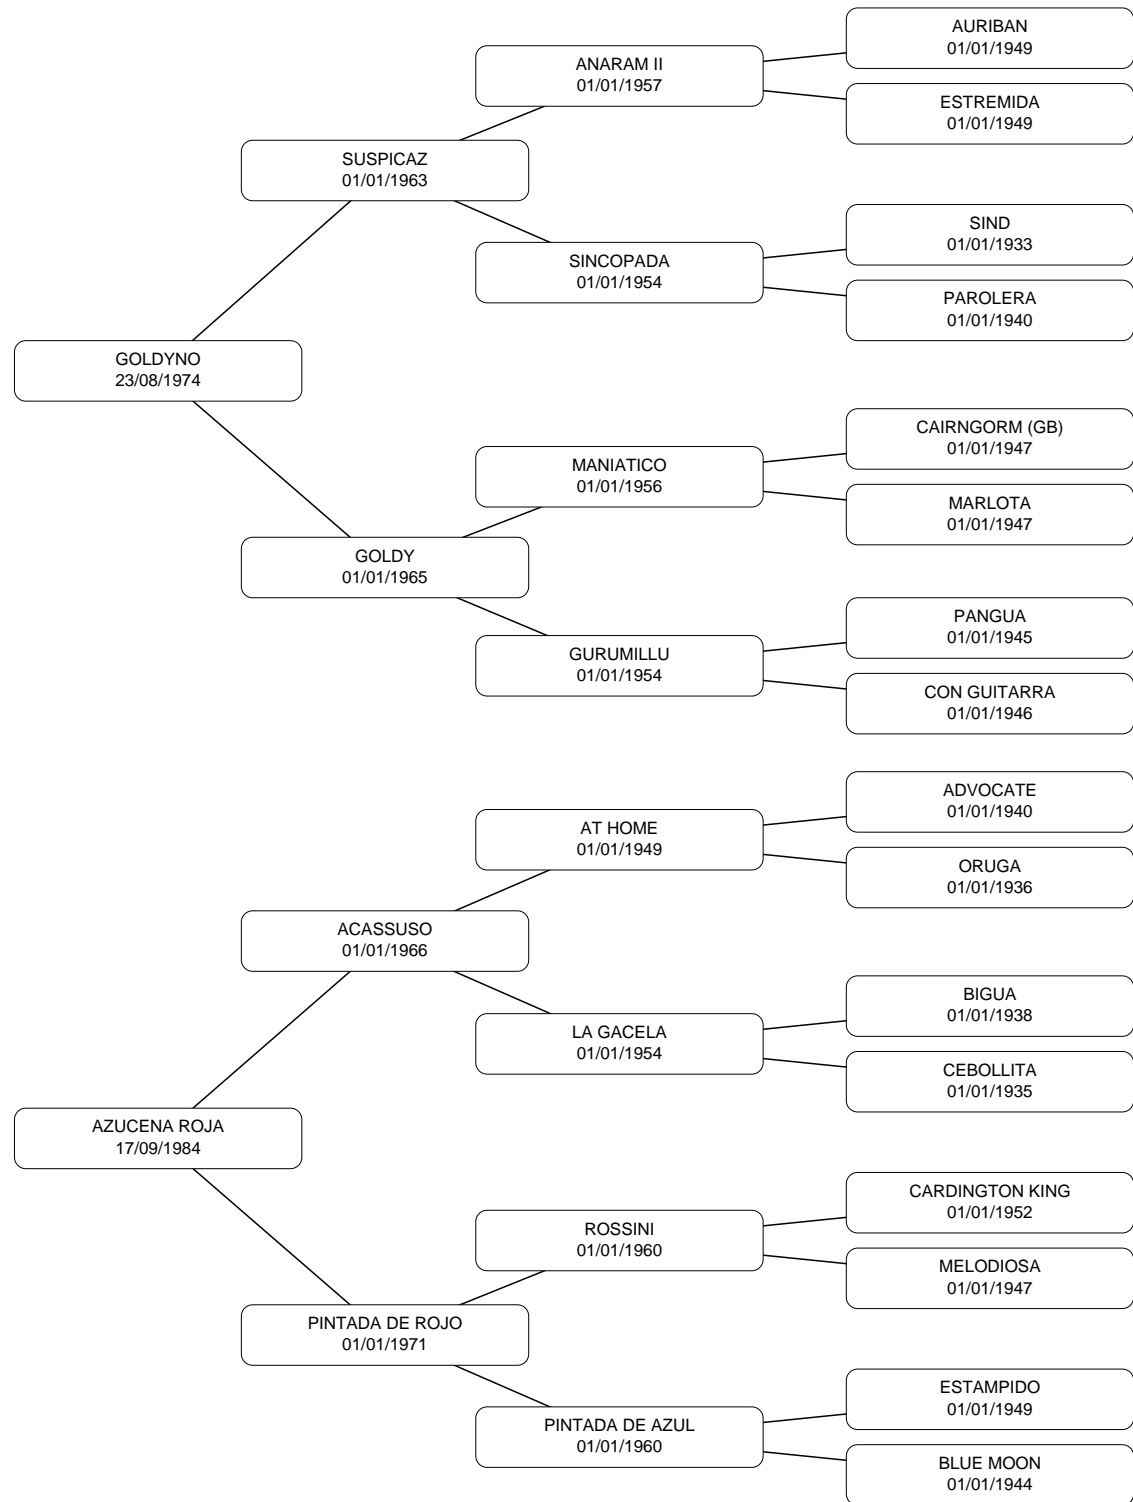 AURIBAN
01/01/1949
ANARAM II
01/01/1957
ESTREMIDA
01/01/1949
SUSPICAZ
01/01/1963
SIND
01/01/1933
SINCOPADA
01/01/1954
PAROLERA
01/01/1940
GOLDYNO
23/08/1974
CAIRNGORM (GB)
01/01/1947
MANIATICO
01/01/1956
MARLOTA
01/01/1947
GOLDY
01/01/1965
PANGUA
01/01/1945
GURUMILLU
01/01/1954
CON GUITARRA
01/01/1946
ADVOCATE
01/01/1940
AT HOME
01/01/1949
ORUGA
01/01/1936
ACASSUSO
01/01/1966
BIGUA
01/01/1938
LA GACELA
01/01/1954
CEBOLLITA
01/01/1935
AZUCENA ROJA
17/09/1984
CARDINGTON KING
01/01/1952
ROSSINI
01/01/1960
MELODIOSA
01/01/1947
PINTADA DE ROJO
01/01/1971
ESTAMPIDO
01/01/1949
PINTADA DE AZUL
01/01/1960
BLUE MOON
01/01/1944